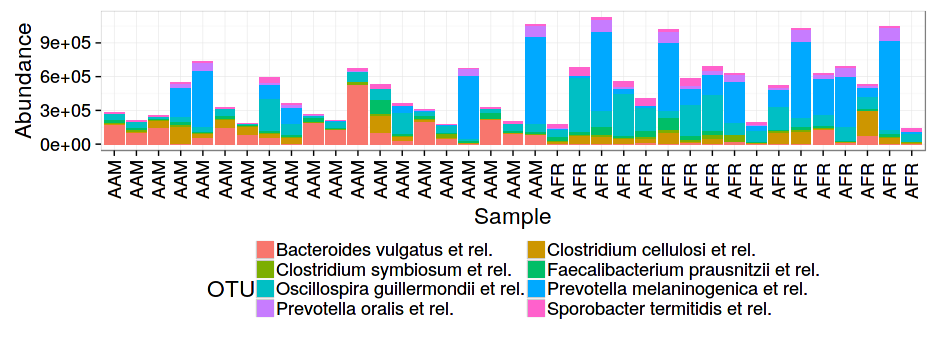 Abundance
9e+05
6e+05
3e+05
0e+00
AAM AAM AAM AAM AAM AAM AAM AAM AAM AAM AAM AAM AAM AAM AAM AAM AAM AAM AAM AAM AFR AFR AFR AFR AFR AFR AFR AFR AFR AFR AFR AFR AFR AFR AFR AFR AFR
Sample
OTU
Bacteroides vulgatus et rel. Clostridium cellulosi et rel.
Clostridium symbiosum et rel. Faecalibacterium prausnitzii et rel.
Oscillospira guillermondii et rel. Prevotella melaninogenica et rel.
Prevotella oralis et rel. Sporobacter termitidis et rel.